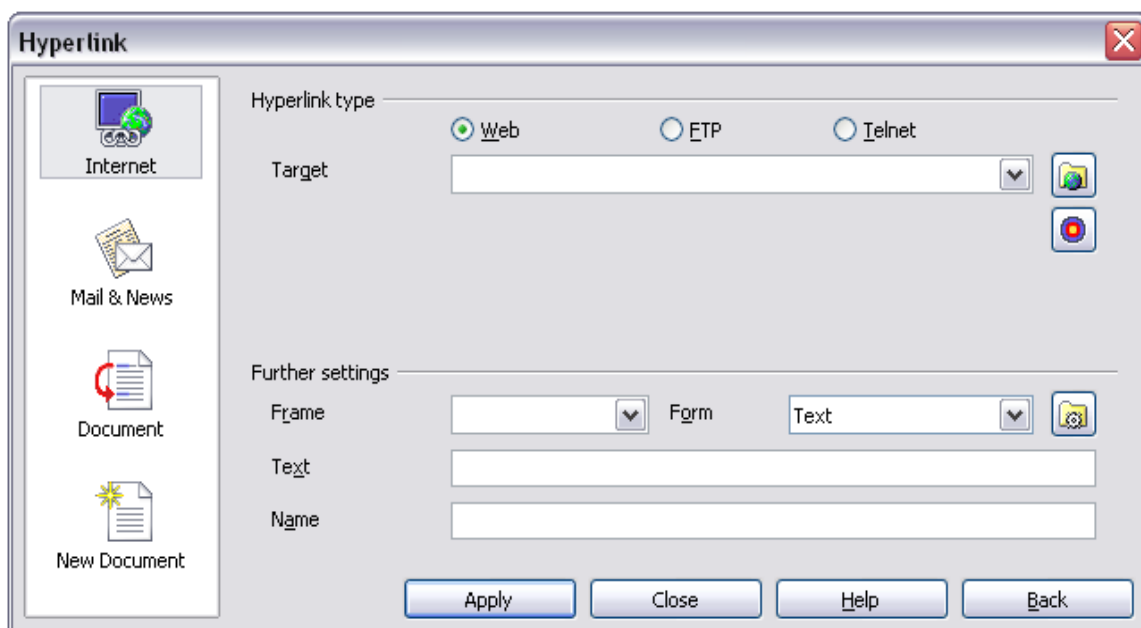 Hyperlink
Internet
Mail & News
Document
New Document
Hyperlink type
Web FTP Telnet
Target
Further settings
Frame Form Text
Text
Name
Apply Close Help Back